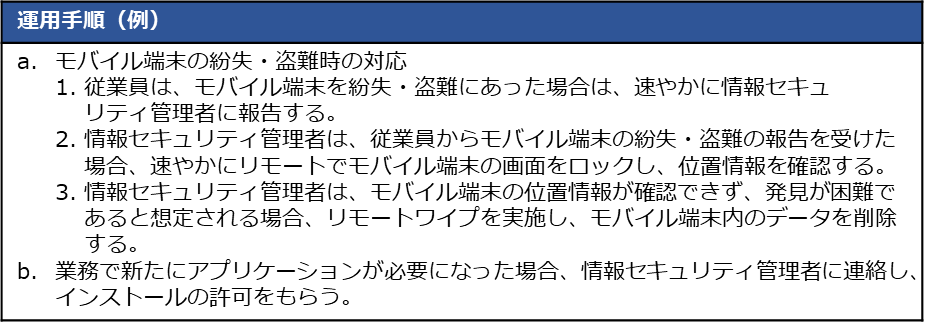 運用手順（例）
a. モバイル端末の紛失・盗難時の対応
1. 従業員は、モバイル端末を紛失・盗難にあった場合は、速やかに情報セキュ
リティ管理者に報告する。
2. 情報セキュリティ管理者は、従業員からモバイル端末の紛失・盗難の報告を受けた
場合、速やかにリモートでモバイル端末の画面をロックし、位置情報を確認する。
3. 情報セキュリティ管理者は、モバイル端末の位置情報が確認できず、発見が困難で
あると想定される場合、リモートワイプを実施し、モバイル端末内のデータを削除
する。
b. 業務で新たにアプリケーションが必要になった場合、情報セキュリティ管理者に連絡し、
インストールの許可をもらう。